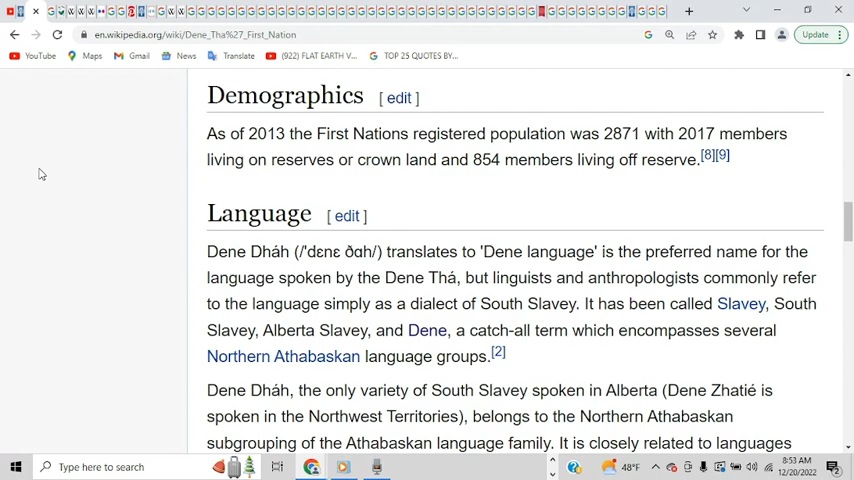 en.wikipedia.org/wiki/Dene_Tha%27_First_Nation
Update
YouTube
Maps
Gmail
News
Translate
(922) FLAT EARTH V...
TOP 25 QUOTES BY...
Demographics [ edit ]
As of 2013 the First Nations registered population was 2871 with 2017 members
living on reserves or crown land and 854 members living off reserve.[8][9]
Language [ edit ]
Dene Dháh (/'dɛnɛ ðɑh/) translates to 'Dene language' is the preferred name for the
language spoken by the Dene Thá, but linguists and anthropologists commonly refer
to the language simply as a dialect of South Slavey. It has been called Slavey, South
Slavey, Alberta Slavey, and Dene, a catch-all term which encompasses several
Northern Athabaskan language groups.[2]
Dene Dháh, the only variety of South Slavey spoken in Alberta (Dene Zhatié is
spoken in the Northwest Territories), belongs to the Northern Athabaskan
subgrouping of the Athabaskan language family. It is closely related to languages
Type here to search
48°F
8:53 AM
12/20/2022
2